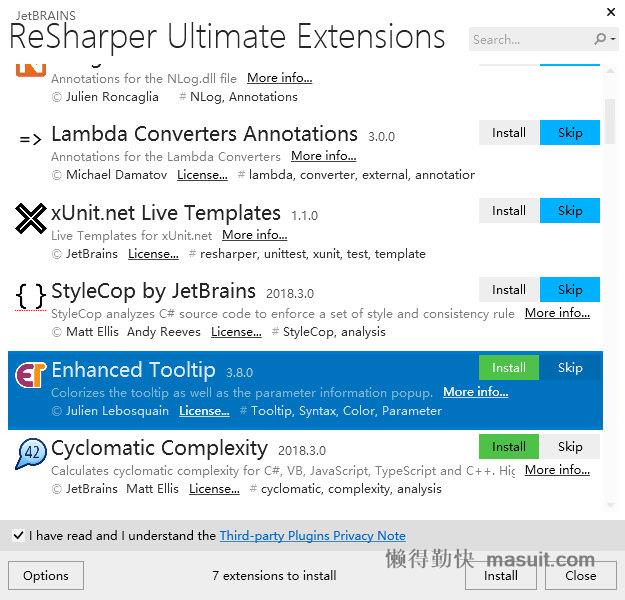 JetBRAINS
ReSharper Ultimate Extensions
Search...
Annotations for the NLog.dll file More info...
© Julien Roncaglia # NLog, Annotations
=> Lambda Converters Annotations 3.0.0 Install Skip
Annotations for the Lambda Converters More info...
© Michael Damatov License... # lambda, converter, external, annotation
xUnit.net Live Templates 1.1.0 Install Skip
Live Templates for xUnit.net More info...
© JetBrains License... # resharper, unittest, xunit, test, template
{ } StyleCop by JetBrains 2018.3.0 Install Skip
StyleCop analyzes C# source code to enforce a set of style and consistency rule More info...
© Matt Ellis Andy Reeves License... # StyleCop, analysis
ET Enhanced Tooltip 3.8.0 Install Skip
Colorizes the tooltip as well as the parameter information popup. More info...
© Julien Lebosquain License... # Tooltip, Syntax, Color, Parameter
42 Cyclomatic Complexity 2018.3.0 Install Skip
Calculates cyclomatic complexity for C#, VB, JavaScript, TypeScript and C++. Hig More info...
© JetBrains Matt Ellis License... # cyclomatic, complexity, analysis
I have read and I understand the Third-party Plugins Privacy Note
懒得勤快 masuit.com
Options 7 extensions to install Install Close